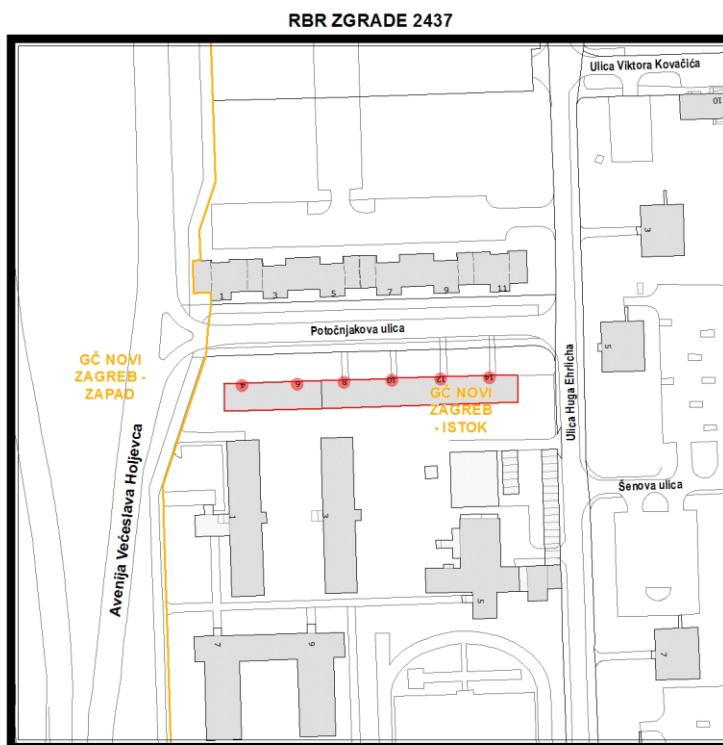 RBR ZGRADE 2437
Ulica Viktora Kovačića
10
3
1
3
5
7
9
11
Potočnjakova ulica
5
GČ NOVI
ZAGREB -
ZAPAD
4
6
8
10
12
14
GČ NOVI
ZAGREB
- ISTOK
Ulica Huga Ehrlicha
Avenija Većeslava Holjevca
Šenova ulica
1
3
5
7
9
7